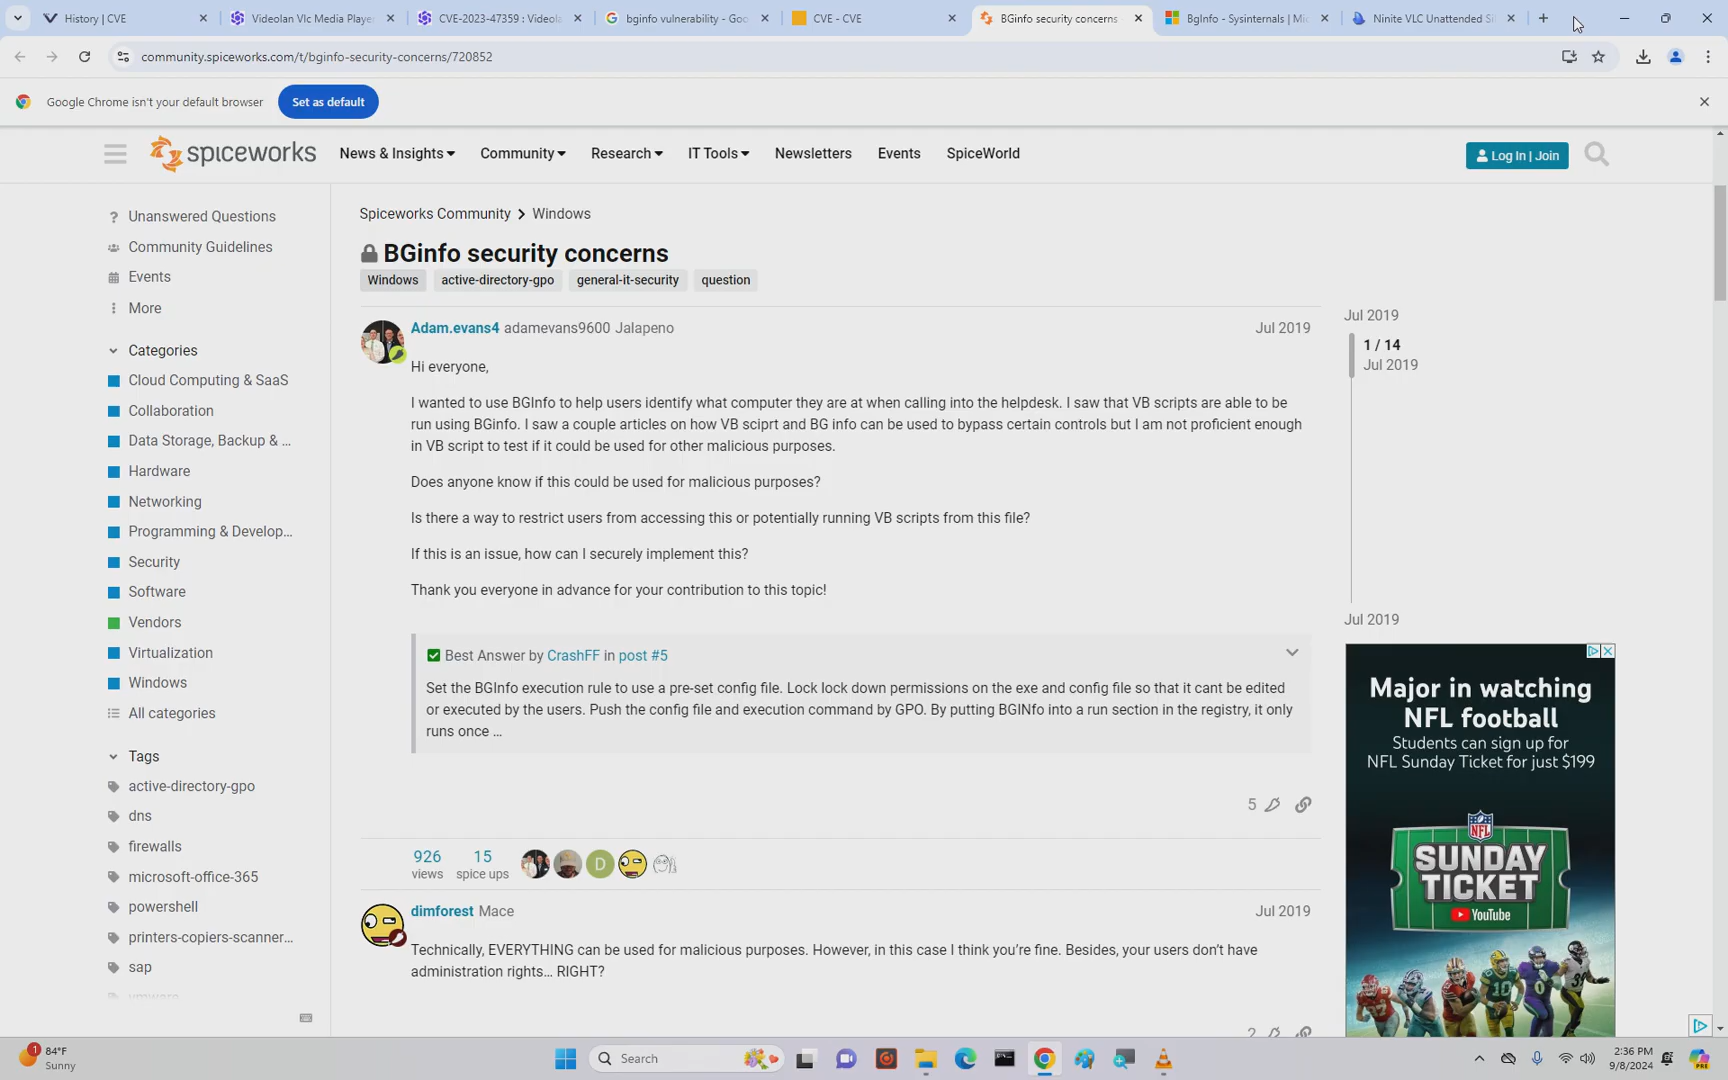 History | CVE
Videolan Vlc Media Player
CVE-2023-47359 : Videola
bginfo vulnerability - Goo
CVE - CVE
BGinfo security concerns
BgInfo - Sysinternals | Mic
Ninite VLC Unattended Si
community.spiceworks.com/t/bginfo-security-concerns/720852
Google Chrome isn't your default browser
Set as default
spiceworks
News & Insights
Community
Research
IT Tools
Newsletters
Events
SpiceWorld
Log In | Join
Unanswered Questions
Community Guidelines
Events
More
Categories
Cloud Computing & SaaS
Collaboration
Data Storage, Backup & ...
Hardware
Networking
Programming & Develop...
Security
Software
Vendors
Virtualization
Windows
All categories
Tags
active-directory-gpo
dns
firewalls
microsoft-office-365
powershell
printers-copiers-scanner...
sap
vmware
Spiceworks Community > Windows
BGinfo security concerns
Windows active-directory-gpo general-it-security question
Adam.evans4 adamevans9600 Jalapeno
Jul 2019
Hi everyone,
I wanted to use BGInfo to help users identify what computer they are at when calling into the helpdesk. I saw that VB scripts are able to be
run using BGinfo. I saw a couple articles on how VB sciprt and BG info can be used to bypass certain controls but I am not proficient enough
in VB script to test if it could be used for other malicious purposes.
Does anyone know if this could be used for malicious purposes?
Is there a way to restrict users from accessing this or potentially running VB scripts from this file?
If this is an issue, how can I securely implement this?
Thank you everyone in advance for your contribution to this topic!
Best Answer by CrashFF in post #5
Set the BGInfo execution rule to use a pre-set config file. Lock lock down permissions on the exe and config file so that it cant be edited
or executed by the users. Push the config file and execution command by GPO. By putting BGINfo into a run section in the registry, it only
runs once ...
5
926
views
15
spice ups
D
dimforest Mace
Jul 2019
Technically, EVERYTHING can be used for malicious purposes. However, in this case I think you're fine. Besides, your users don't have
administration rights... RIGHT?
2
Jul 2019
1 / 14
Jul 2019
Jul 2019
Major in watching
NFL football
Students can sign up for
NFL Sunday Ticket for just $199
NFL
SUNDAY
TICKET
YouTube
1
84°F
Sunny
Search
2:36 PM
9/8/2024
PRE